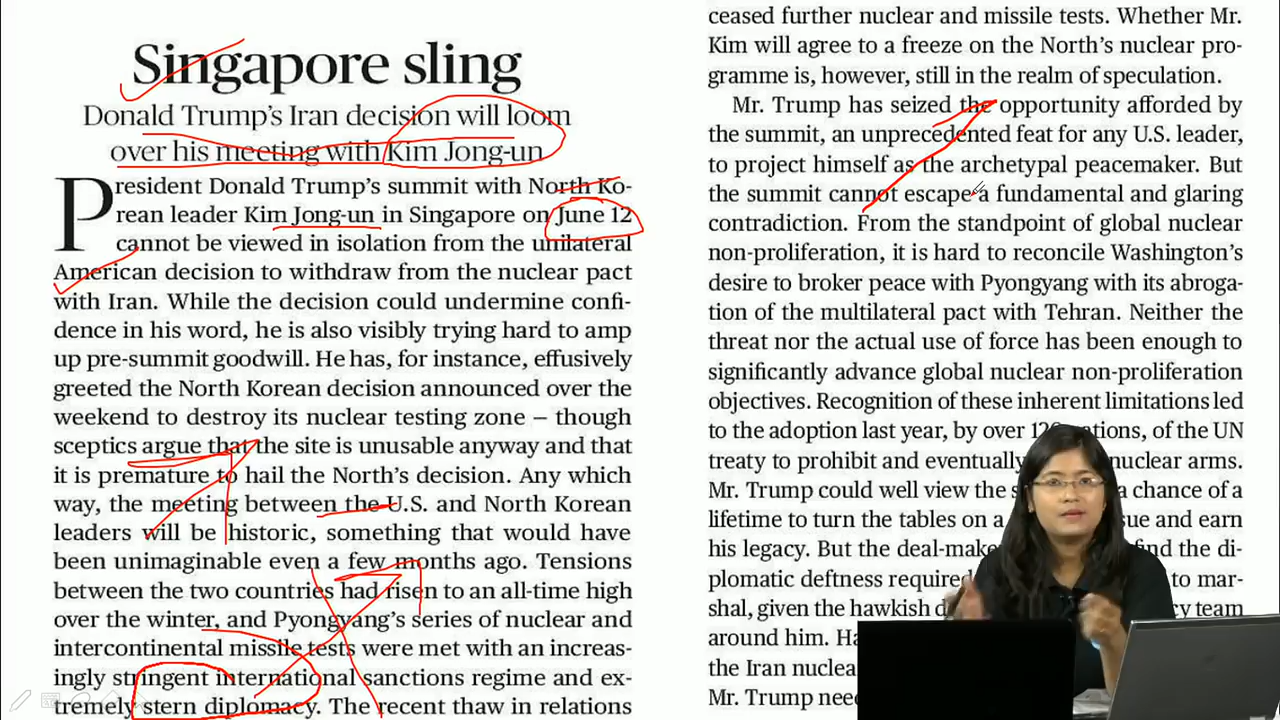 Singapore sling
Donald Trump's Iran decision will loom
over his meeting with Kim Jong-un
President Donald Trump's summit with North Ko-
rean leader Kim Jong-un in Singapore on June 12
cannot be viewed in isolation from the unilateral
American decision to withdraw from the nuclear pact
with Iran. While the decision could undermine confi-
dence in his word, he is also visibly trying hard to amp
up pre-summit goodwill. He has, for instance, effusively
greeted the North Korean decision announced over the
weekend to destroy its nuclear testing zone – though
sceptics argue that the site is unusable anyway and that
it is premature to hail the North's decision. Any which
way, the meeting between the U.S. and North Korean
leaders will be historic, something that would have
been unimaginable even a few months ago. Tensions
between the two countries had risen to an all-time high
over the winter, and Pyongyang's series of nuclear and
intercontinental missile tests were met with an increas-
ingly stringent international sanctions regime and ex-
tremely stern diplomacy. The recent thaw in relations
ceased further nuclear and missile tests. Whether Mr.
Kim will agree to a freeze on the North's nuclear pro-
gramme is, however, still in the realm of speculation.
Mr. Trump has seized the opportunity afforded by
the summit, an unprecedented feat for any U.S. leader,
to project himself as the archetypal peacemaker. But
the summit cannot escape a fundamental and glaring
contradiction. From the standpoint of global nuclear
non-proliferation, it is hard to reconcile Washington's
desire to broker peace with Pyongyang with its abroga-
tion of the multilateral pact with Tehran. Neither the
threat nor the actual use of force has been enough to
significantly advance global nuclear non-proliferation
objectives. Recognition of these inherent limitations led
to the adoption last year, by over nations, of the UN
treaty to prohibit and eventually nuclear arms.
Mr. Trump could well view the a chance of a
lifetime to turn the tables on a and earn
his legacy. But the find the di-
plomatic deftness required to mar-
shal, given the hawkish team
around him.
the Iran
Mr. Trump